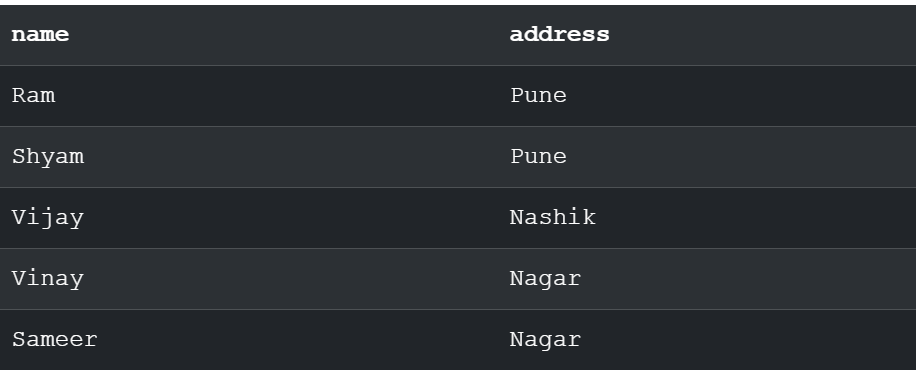 name address
Ram Pune
Shyam Pune
Vijay Nashik
Vinay Nagar
Sameer Nagar